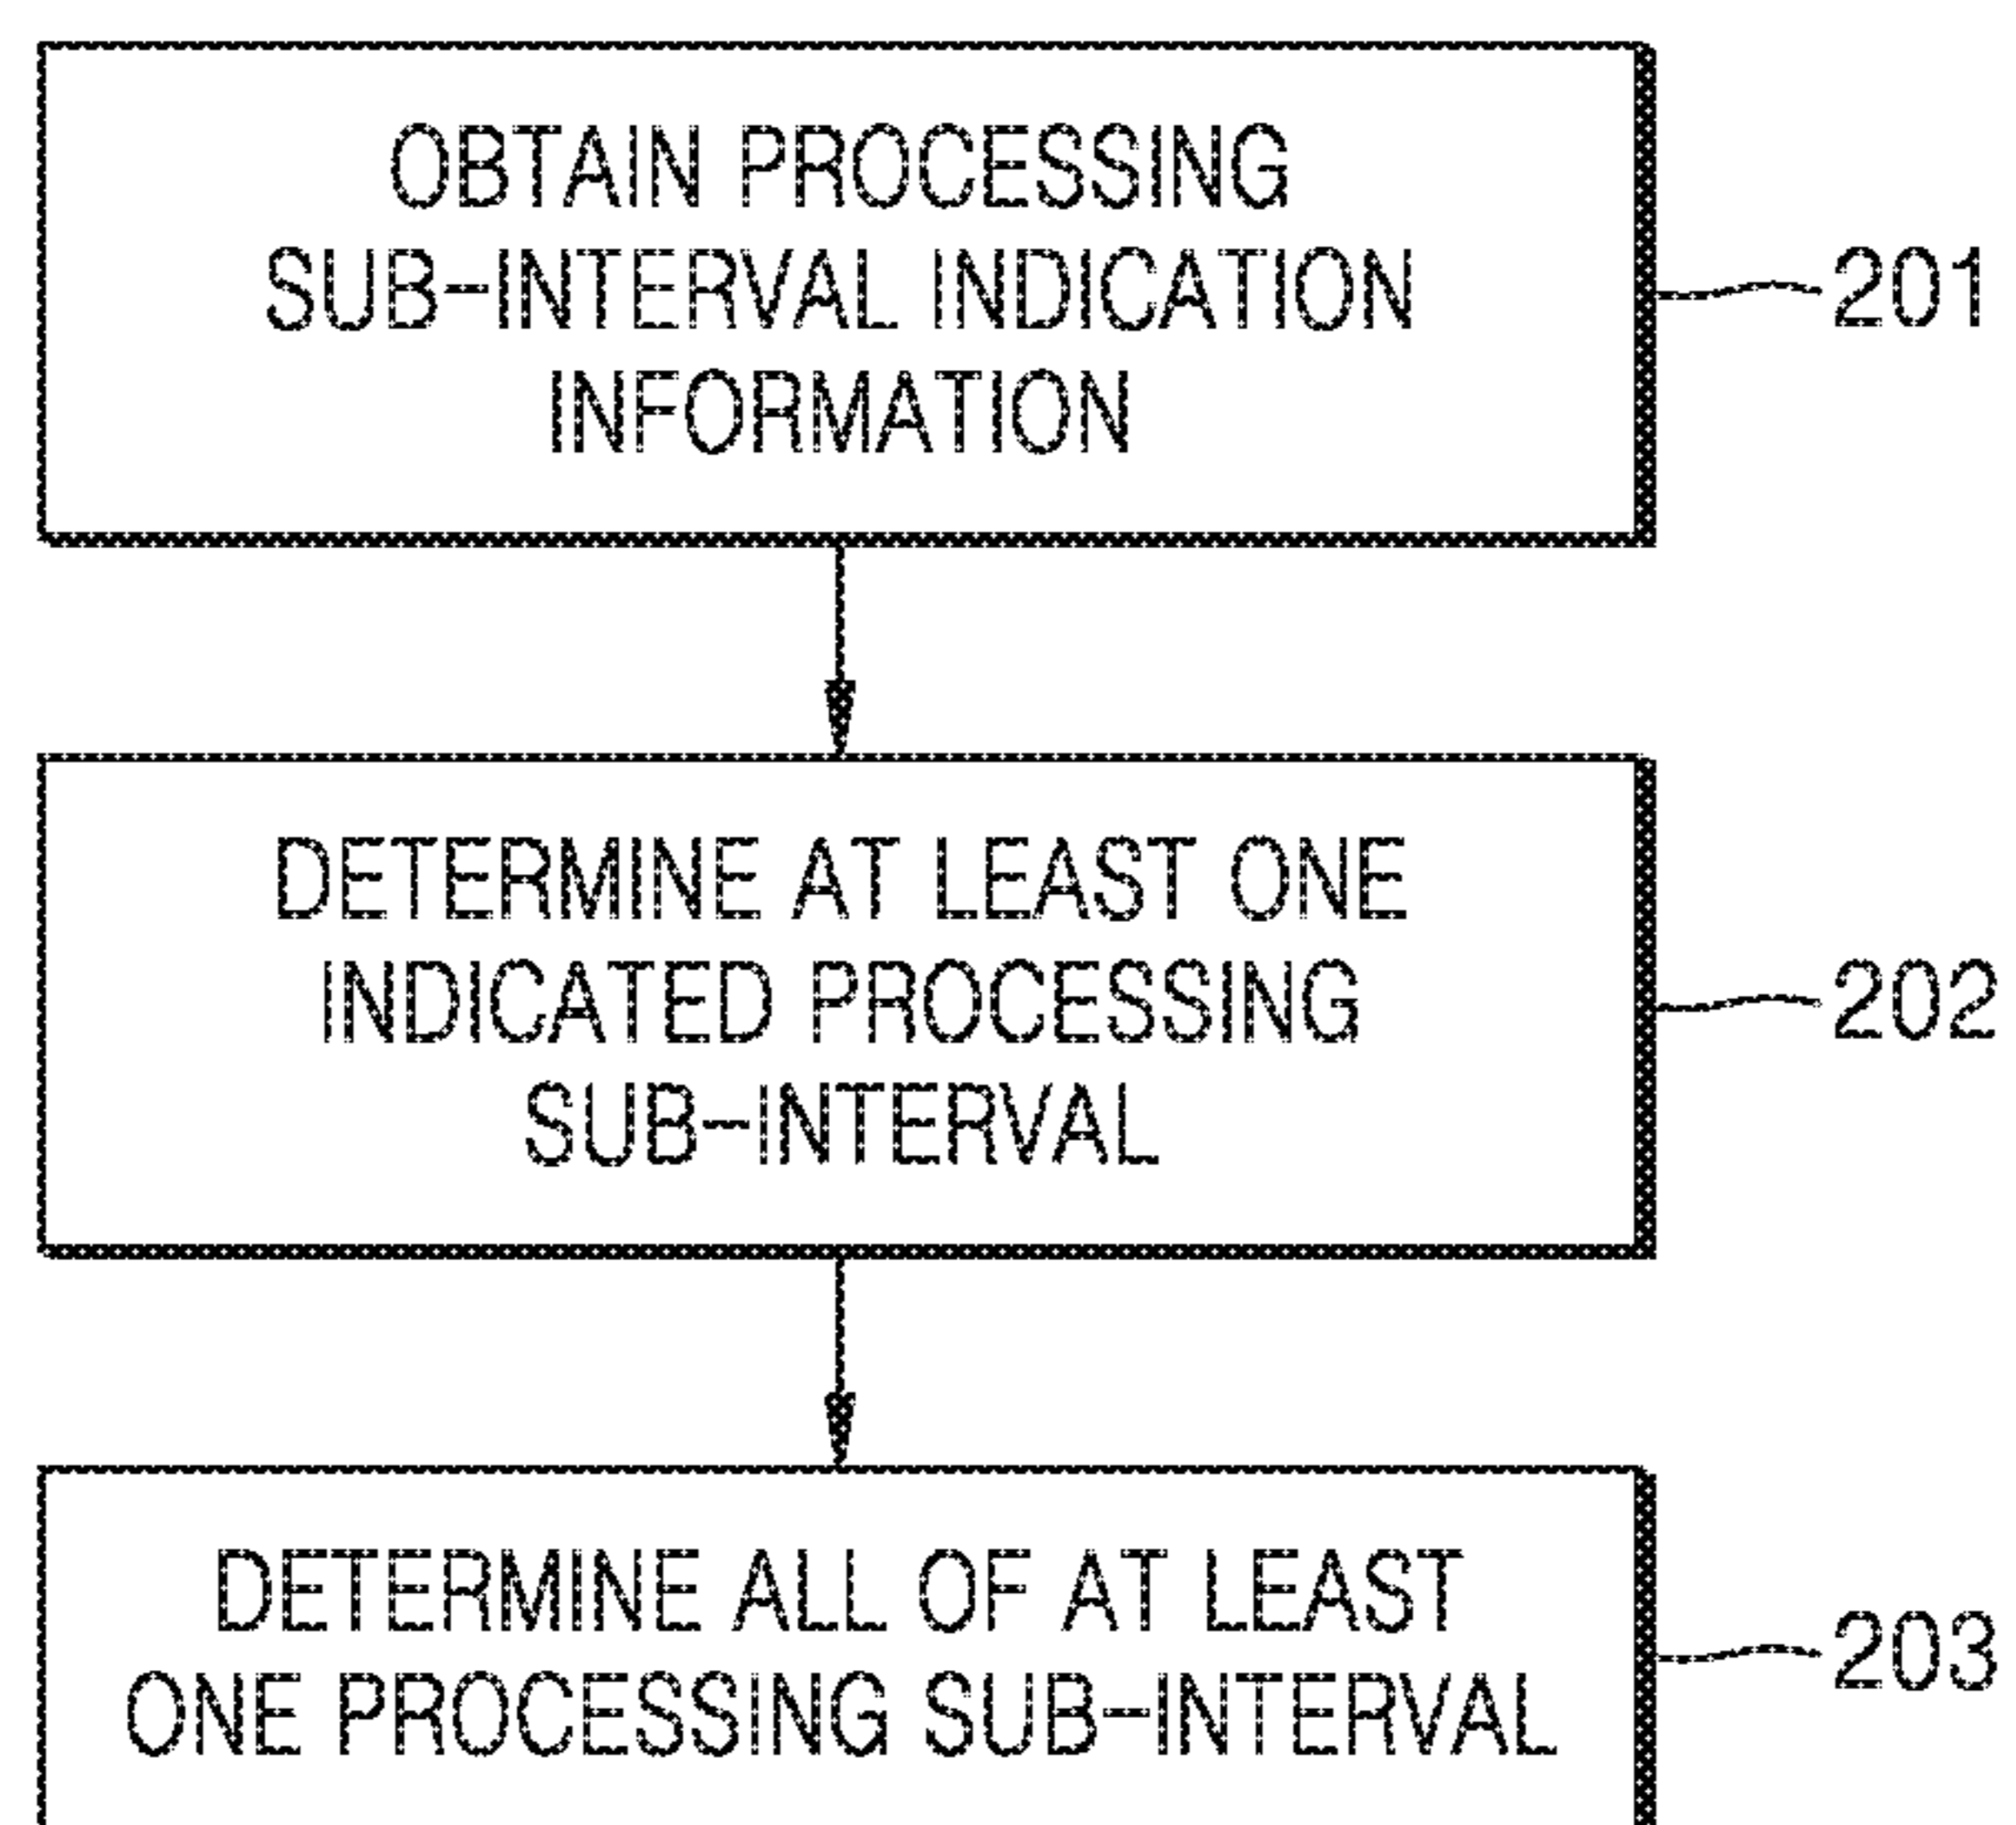 OBTAIN PROCESSING
SUB-INTERVAL INDICATION
INFORMATION
201
DETERMINE AT LEAST ONE
INDICATED PROCESSING
SUB-INTERVAL
202
DETERMINE ALL OF AT LEAST
ONE PROCESSING SUB-INTERVAL
203